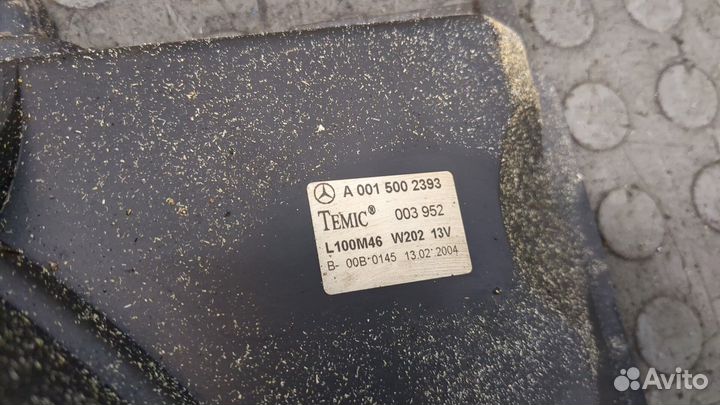 A 001 500 2393
TEMIC® 003 952
L100M46 W202 13V
B- 00B 0145 13.02 2004
Avito